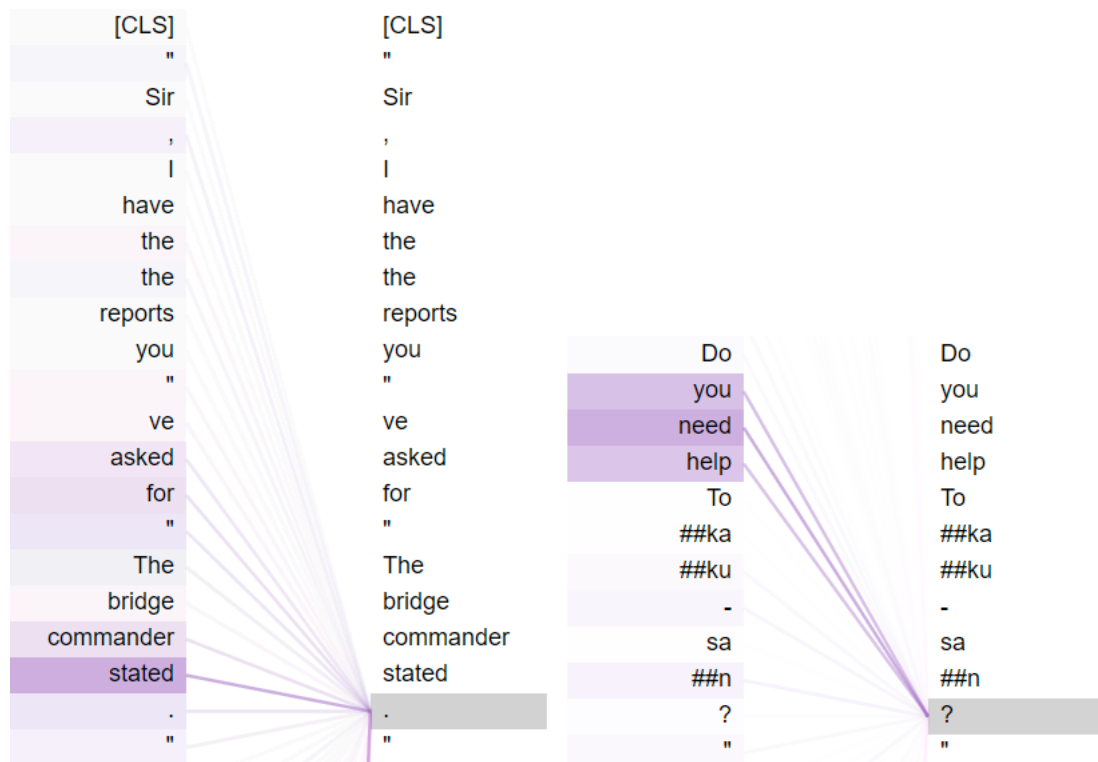 [CLS] [CLS]
" "
Sir Sir
, ,
I I
have have
the the
the the
reports reports
you you
" "
ve ve
asked asked
for for
" "
The The
bridge bridge
commander commander
stated stated
. .
" "
Do Do
you you
need need
help help
To To
##ka ##ka
##ku ##ku
- -
sa sa
##n ##n
? ?
" "